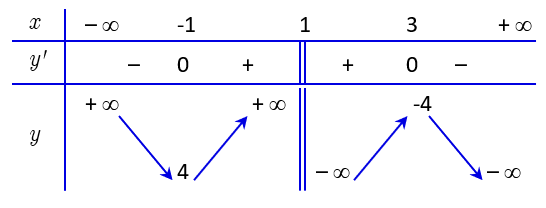 x – ∞ -1 1 3 + ∞
y′ – 0 + + 0 –
+ ∞ + ∞ -4
y
4 – ∞ – ∞